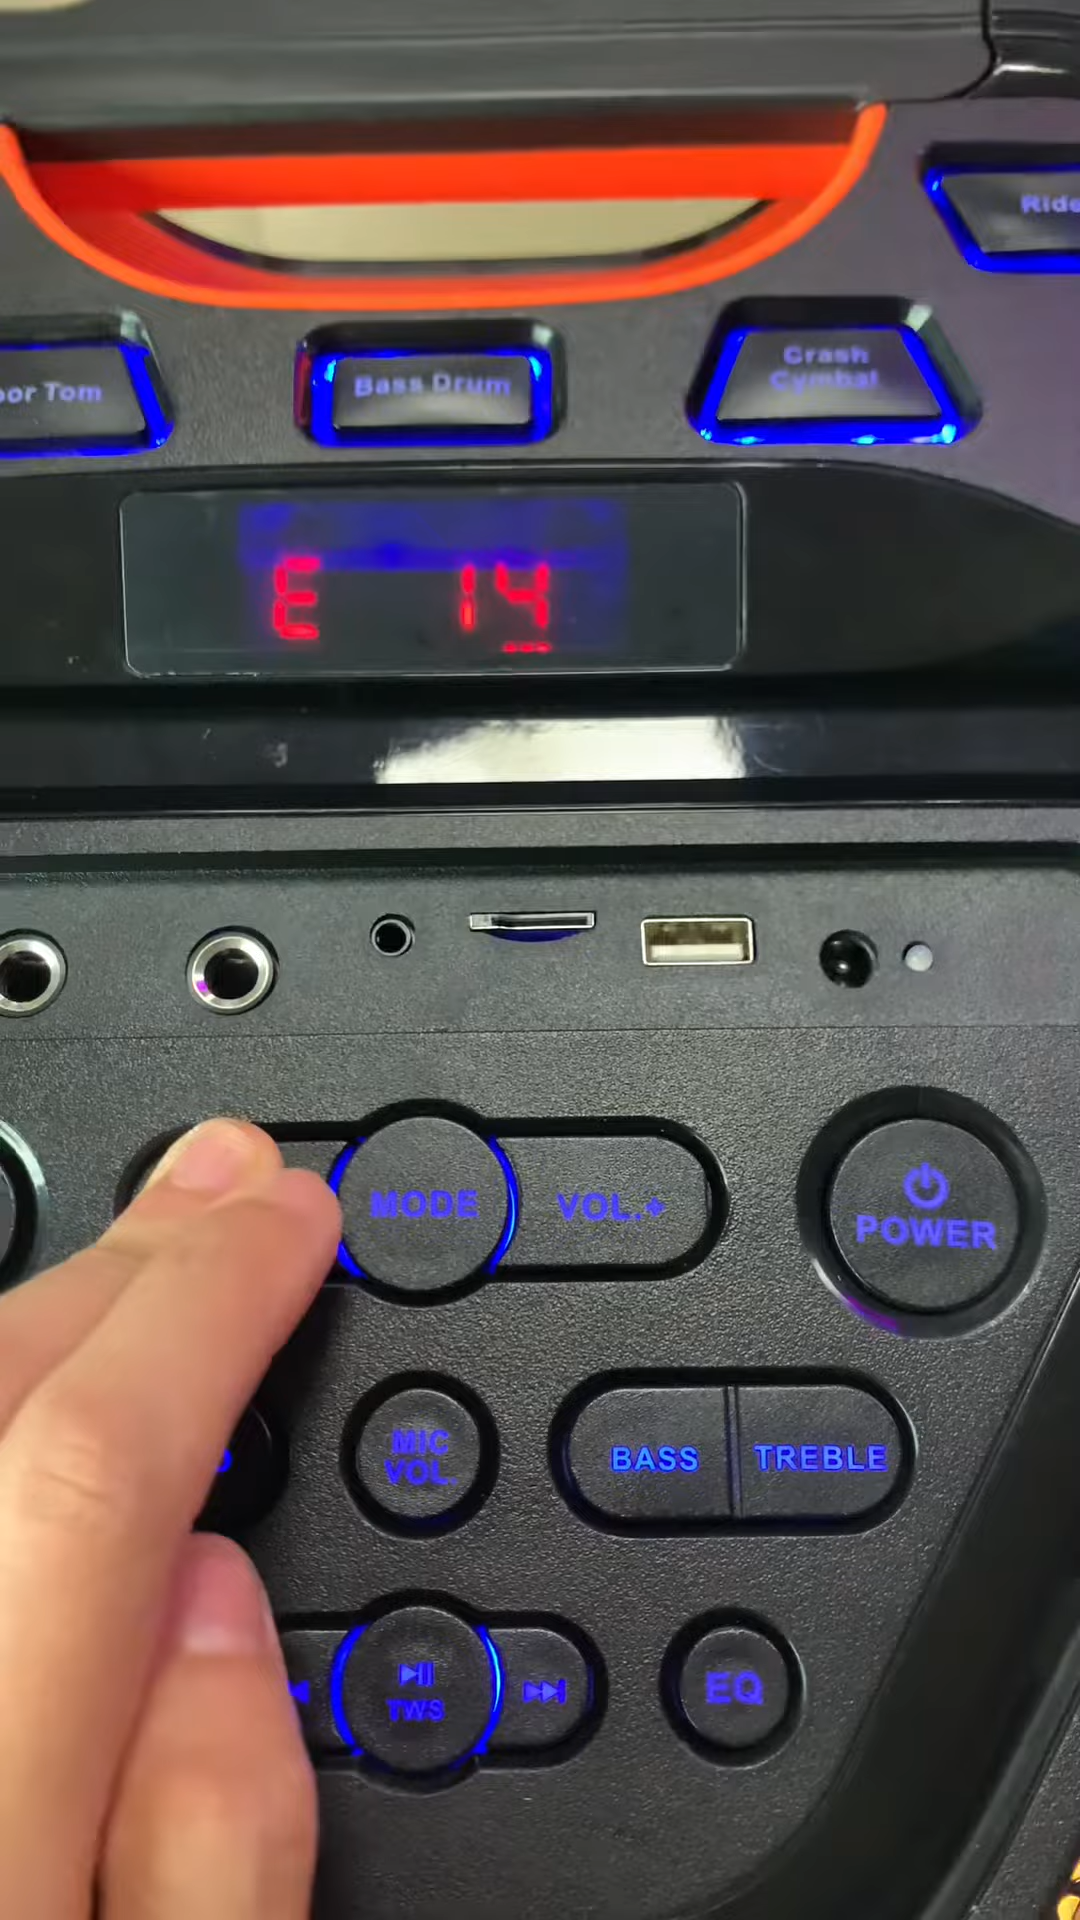 Ride
oor Tom
Bass Drum
Crash
Cymbal
E 14
MODE
VOL.+
POWER
MIC
VOL.
BASS
TREBLE
TWS
EQ